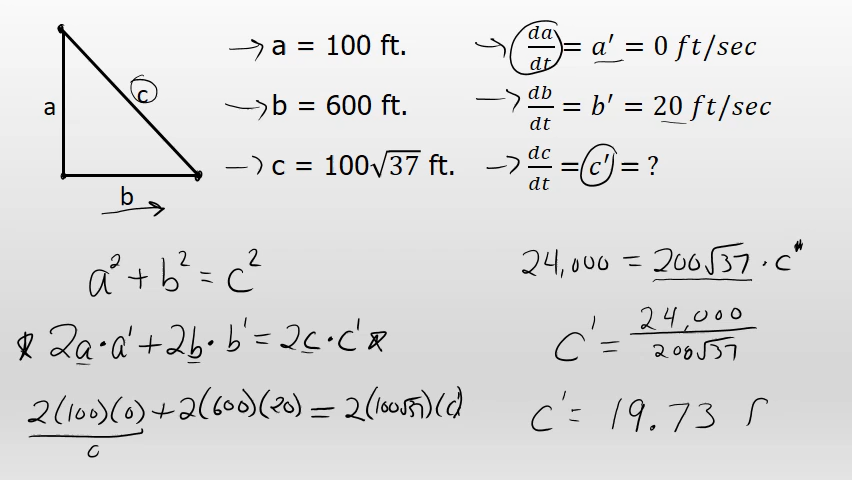 a
c
b
→ a = 100 ft.
→ b = 600 ft.
→ c = 100√37 ft.
→ da/dt = a' = 0 ft/sec
→ db/dt = b' = 20 ft/sec
→ dc/dt = c' = ?
a² + b² = c²
* 2a · a' + 2b · b' = 2c · c' *
2(100)(0) + 2(600)(20) = 2(100√37)(c')
0
24,000 = 200√37 · c'
c' = 24,000/200√37
c' = 19.73